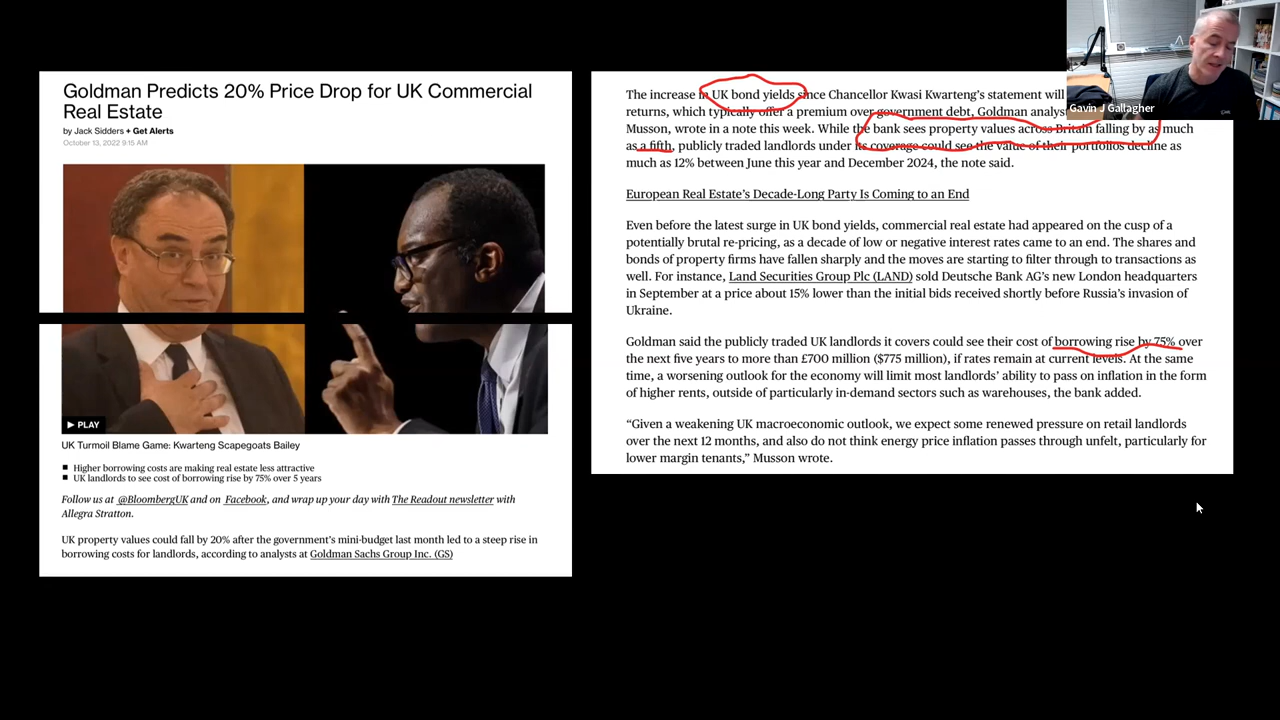 Goldman Predicts 20% Price Drop for UK Commercial
Real Estate
by Jack Sidders + Get Alerts
October 13, 2022 9:15 AM
PLAY
UK Turmoil Blame Game: Kwarteng Scapegoats Bailey
Higher borrowing costs are making real estate less attractive
UK landlords to see cost of borrowing rise by 75% over 5 years
Follow us at @BloombergUK and on Facebook, and wrap up your day with The Readout newsletter with
Allegra Stratton.
UK property values could fall by 20% after the government's mini-budget last month led to a steep rise in
borrowing costs for landlords, according to analysts at Goldman Sachs Group Inc. (GS)
The increase in UK bond yields since Chancellor Kwasi Kwarteng's statement will
returns, which typically offer a premium over government debt, Goldman analys
Musson, wrote in a note this week. While the bank sees property values across Britain falling by as much
as a fifth, publicly traded landlords under its coverage could see the value of their portfolios decline as
much as 12% between June this year and December 2024, the note said.
European Real Estate's Decade-Long Party Is Coming to an End
Even before the latest surge in UK bond yields, commercial real estate had appeared on the cusp of a
potentially brutal re-pricing, as a decade of low or negative interest rates came to an end. The shares and
bonds of property firms have fallen sharply and the moves are starting to filter through to transactions as
well. For instance, Land Securities Group Plc (LAND) sold Deutsche Bank AG's new London headquarters
in September at a price about 15% lower than the initial bids received shortly before Russia's invasion of
Ukraine.
Goldman said the publicly traded UK landlords it covers could see their cost of borrowing rise by 75% over
the next five years to more than £700 million ($775 million), if rates remain at current levels. At the same
time, a worsening outlook for the economy will limit most landlords' ability to pass on inflation in the form
of higher rents, outside of particularly in-demand sectors such as warehouses, the bank added.
"Given a weakening UK macroeconomic outlook, we expect some renewed pressure on retail landlords
over the next 12 months, and also do not think energy price inflation passes through unfelt, particularly for
lower margin tenants," Musson wrote.
Gavin J Gallagher